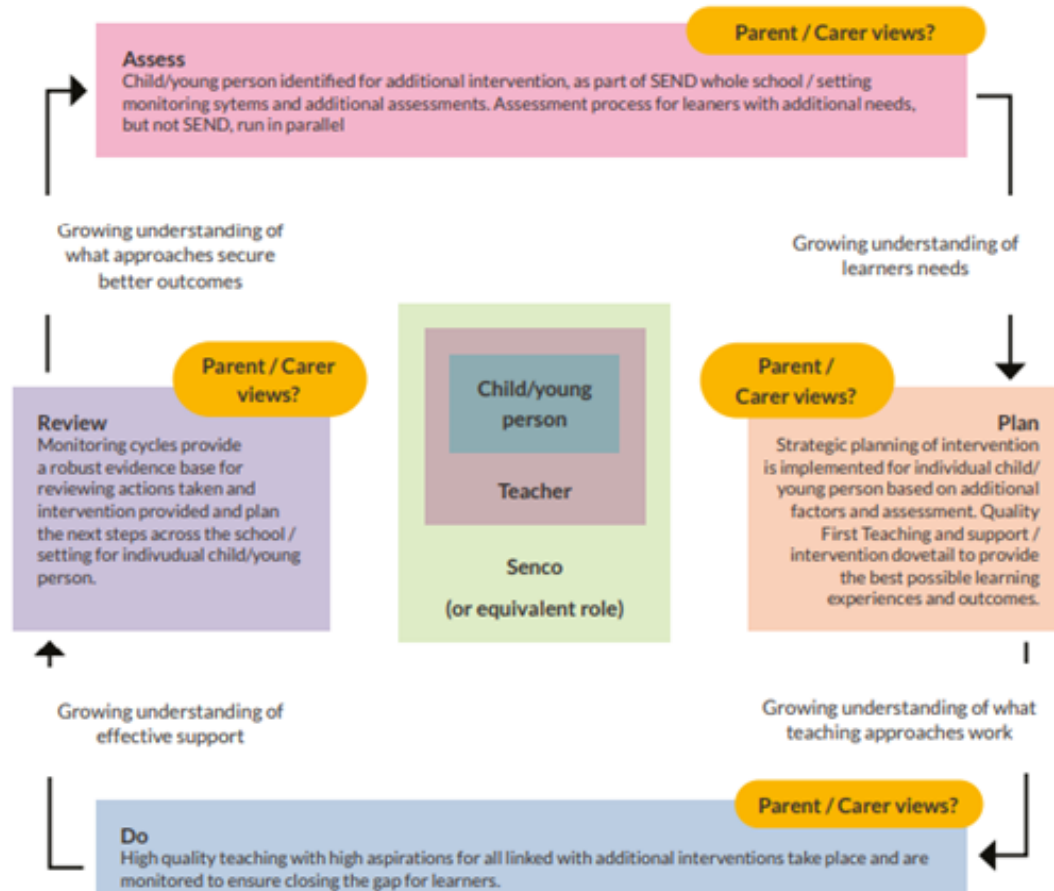 Parent / Carer views?
Assess
Child/young person identified for additional intervention, as part of SEND whole school / setting
monitoring sytems and additional assessments. Assessment process for leaners with additional needs,
but not SEND, run in parallel
Growing understanding of
what approaches secure
better outcomes
Growing understanding of
learners needs
Parent / Carer
views?
Review
Monitoring cycles provide
a robust evidence base for
reviewing actions taken and
intervention provided and plan
the next steps across the school /
setting for indivudual child/young
person.
Child/young
person
Teacher
Senco
(or equivalent role)
Parent /
Carer views?
Plan
Strategic planning of intervention
is implemented for individual child/
young person based on additional
factors and assessment. Quality
First Teaching and support /
intervention dovetail to provide
the best possible learning
experiences and outcomes.
Growing understanding of
effective support
Growing understanding of what
teaching approaches work
Parent / Carer views?
Do
High quality teaching with high aspirations for all linked with additional interventions take place and are
monitored to ensure closing the gap for learners.